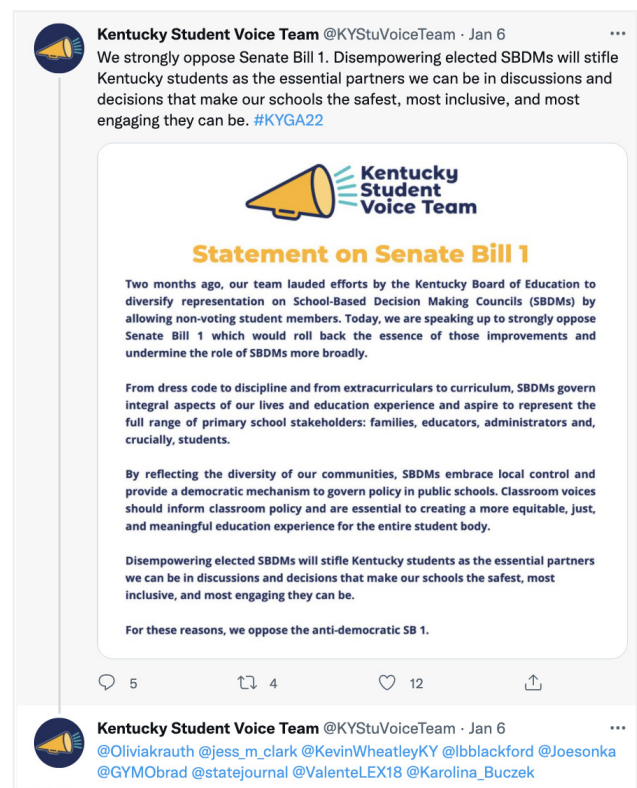 Kentucky Student Voice Team @KYStuVoiceTeam · Jan 6 ...
We strongly oppose Senate Bill 1. Disempowering elected SBDMs will stifle
Kentucky students as the essential partners we can be in discussions and
decisions that make our schools the safest, most inclusive, and most
engaging they can be. #KYGA22
Kentucky
Student
Voice Team
Statement on Senate Bill 1
Two months ago, our team lauded efforts by the Kentucky Board of Education to
diversify representation on School-Based Decision Making Councils (SBDMs) by
allowing non-voting student members. Today, we are speaking up to strongly oppose
Senate Bill 1 which would roll back the essence of those improvements and
undermine the role of SBDMs more broadly.
From dress code to discipline and from extracurriculars to curriculum, SBDMs govern
integral aspects of our lives and education experience and aspire to represent the
full range of primary school stakeholders: families, educators, administrators and,
crucially, students.
By reflecting the diversity of our communities, SBDMs embrace local control and
provide a democratic mechanism to govern policy in public schools. Classroom voices
should inform classroom policy and are essential to creating a more equitable, just,
and meaningful education experience for the entire student body.
Disempowering elected SBDMs will stifle Kentucky students as the essential partners
we can be in discussions and decisions that make our schools the safest, most
inclusive, and most engaging they can be.
For these reasons, we oppose the anti-democratic SB 1.
5 4 12
Kentucky Student Voice Team @KYStuVoiceTeam · Jan 6 ...
@Oliviakrauth @jess_m_clark @KevinWheatleyKY @lbblackford @Joesonka
@GYMObrad @statejournal @ValenteLEX18 @Karolina_Buczek